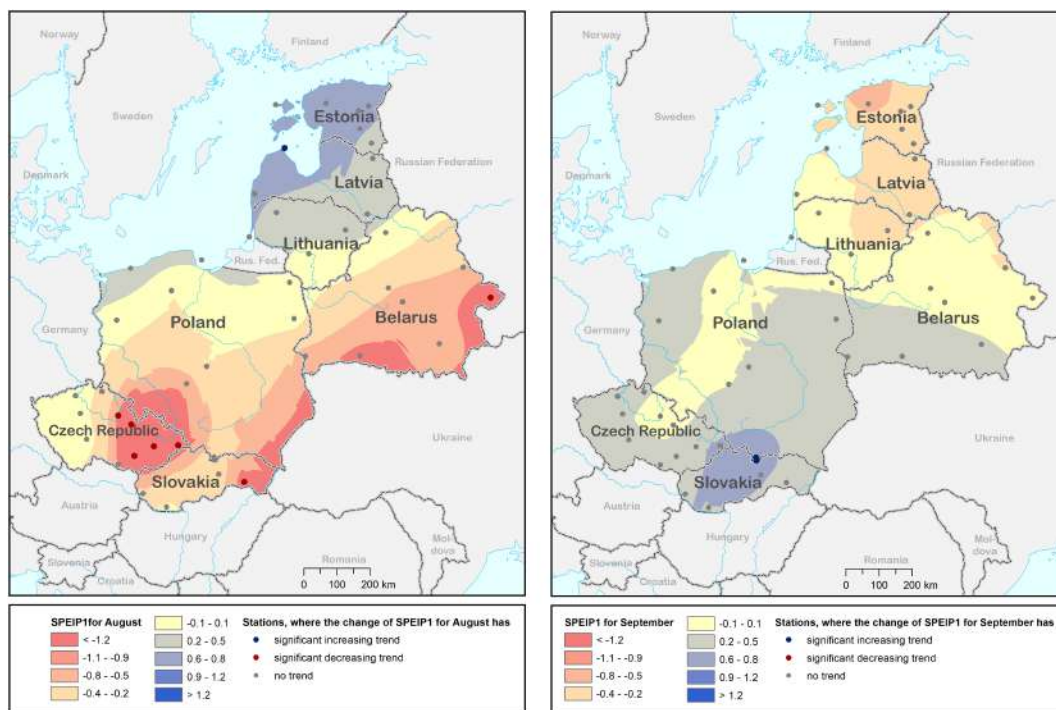 Norway
Finland
Sweden
Estonia
Russian Federation
Latvia
Denmark
Lithuania
Rus. Fed.
Germany
Poland
Belarus
Czech Republic
Ukraine
Slovakia
Austria
Hungary
Mol-
dova
Slovenia
Romania
Croatia
0 100 200 km
SPEIP1for August
< -1.2
-1.1 - -0.9
-0.8 - -0.5
-0.4 - -0.2
-0.1 - 0.1
0.2 - 0.5
0.6 - 0.8
0.9 - 1.2
> 1.2
Stations, where the change of SPEIP1 for August has
significant increasing trend
significant decreasing trend
no trend
Norway
Finland
Sweden
Estonia
Russian Federation
Latvia
Denmark
Lithuania
Rus. Fed.
Germany
Poland
Belarus
Czech Republic
Ukraine
Slovakia
Austria
Hungary
Mol-
dova
Slovenia
Romania
Croatia
0 100 200 km
SPEIP1 for September
< -1.2
-1.1 - -0.9
-0.8 - -0.5
-0.4 - -0.2
-0.1 - 0.1
0.2 - 0.5
0.6 - 0.8
0.9 - 1.2
> 1.2
Stations, where the change of SPEIP1 for September has
significant increasing trend
significant decreasing trend
no trend